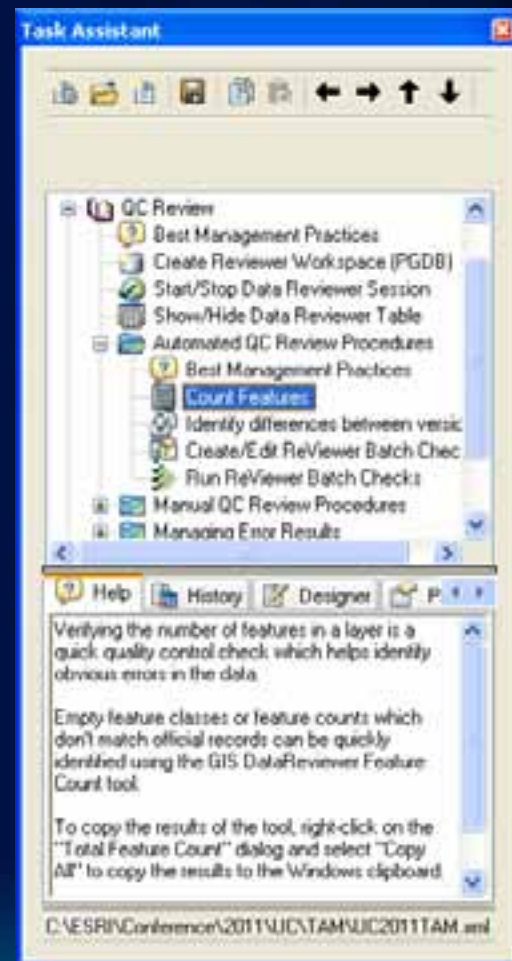 Task Assistant
QC Review
Best Management Practices
Create Reviewer Workspace (PGDB)
Start/Stop Data Reviewer Session
Show/Hide Data Reviewer Table
Automated QC Review Procedures
Best Management Practices
Count Features
Identify differences between versic
Create/Edit ReViewer Batch Chec
Run ReViewer Batch Checks
Manual QC Review Procedures
Managing Error Results
Help History Designer P
Verifying the number of features in a layer is a
quick quality control check which helps identify
obvious errors in the data.
Empty feature classes or feature counts which
don't match official records can be quickly
identified using the GIS DataReviewer Feature
Count tool.
To copy the results of the tool, right-click on the
"Total Feature Count" dialog and select "Copy
All" to copy the results to the Windows clipboard.
C:\ESRI\Conference\2011\UC\TAM\UC2011TAM.xml